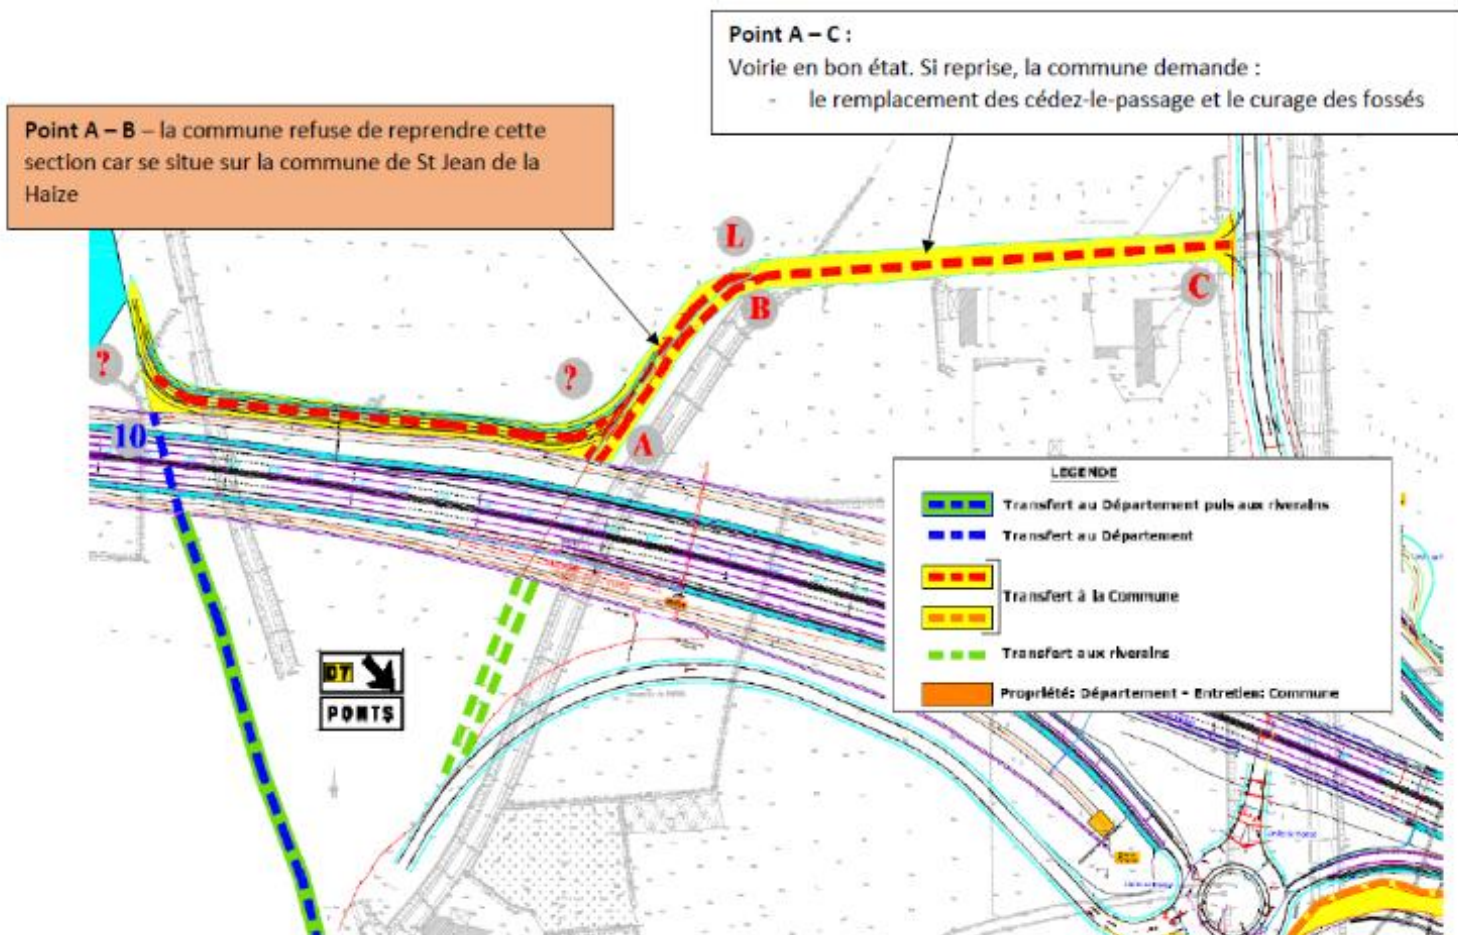 Point A – C :
Voirie en bon état. Si reprise, la commune demande :
- le remplacement des cédez-le-passage et le curage des fossés
Point A – B – la commune refuse de reprendre cette
section car se situe sur la commune de St Jean de la
Haize
L
B
C
?
?
10
A
LEGENDE
Transfert au Département puis aux riverains
Transfert au Département
Transfert à la Commune
Transfert aux riverains
Propriété: Département - Entretien: Commune
D7
PONTS